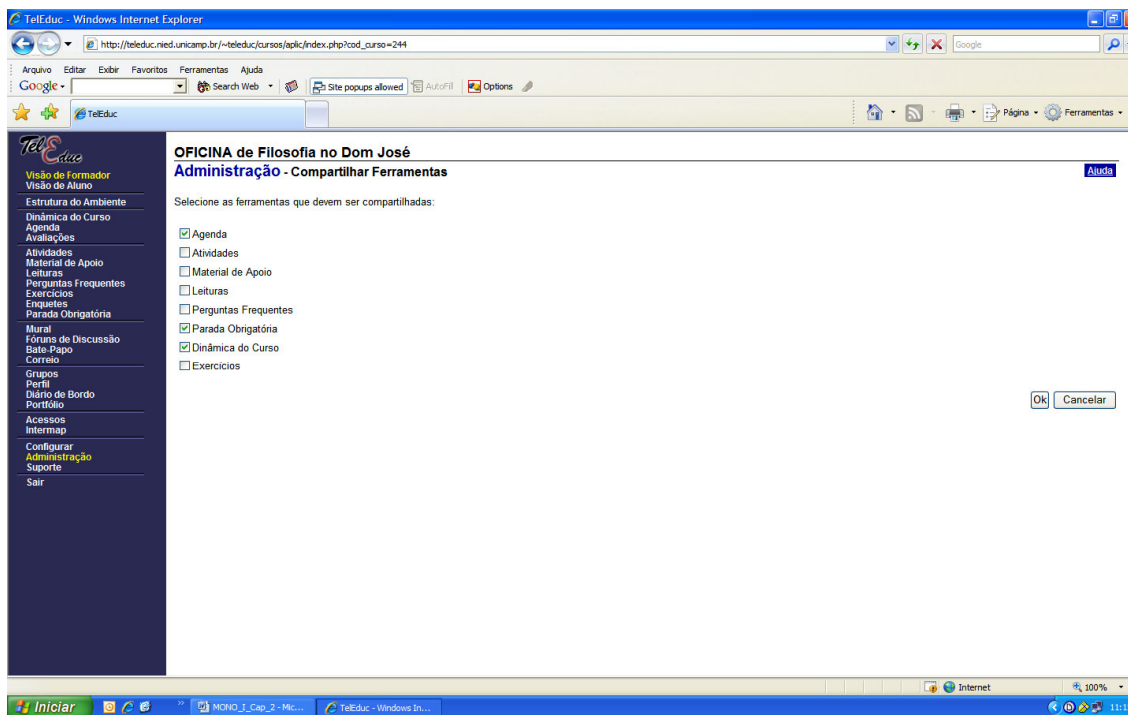 TelEduc - Windows Internet Explorer
http://teleduc.nied.unicamp.br/~teleduc/cursos/aplic/index.php?cod_curso=244
Google
Arquivo Editar Exibir Favoritos Ferramentas Ajuda
Google Search Web Site popups allowed AutoFill Options
TelEduc Página Ferramentas
TelEduc
Visão de Formador
Visão de Aluno
Estrutura do Ambiente
Dinâmica do Curso
Agenda
Avaliações
Atividades
Material de Apoio
Leituras
Perguntas Frequentes
Exercícios
Enquetes
Parada Obrigatória
Mural
Fóruns de Discussão
Bate-Papo
Correio
Grupos
Perfil
Diário de Bordo
Portfólio
Acessos
Intermap
Configurar
Administração
Suporte
Sair
OFICINA de Filosofia no Dom José
Administração - Compartilhar Ferramentas
Ajuda
Selecione as ferramentas que devem ser compartilhadas:
Agenda
Atividades
Material de Apoio
Leituras
Perguntas Frequentes
Parada Obrigatória
Dinâmica do Curso
Exercícios
Ok Cancelar
Internet 100%
Iniciar MONO_I_Cap_2 - Mic... TelEduc - Windows In...